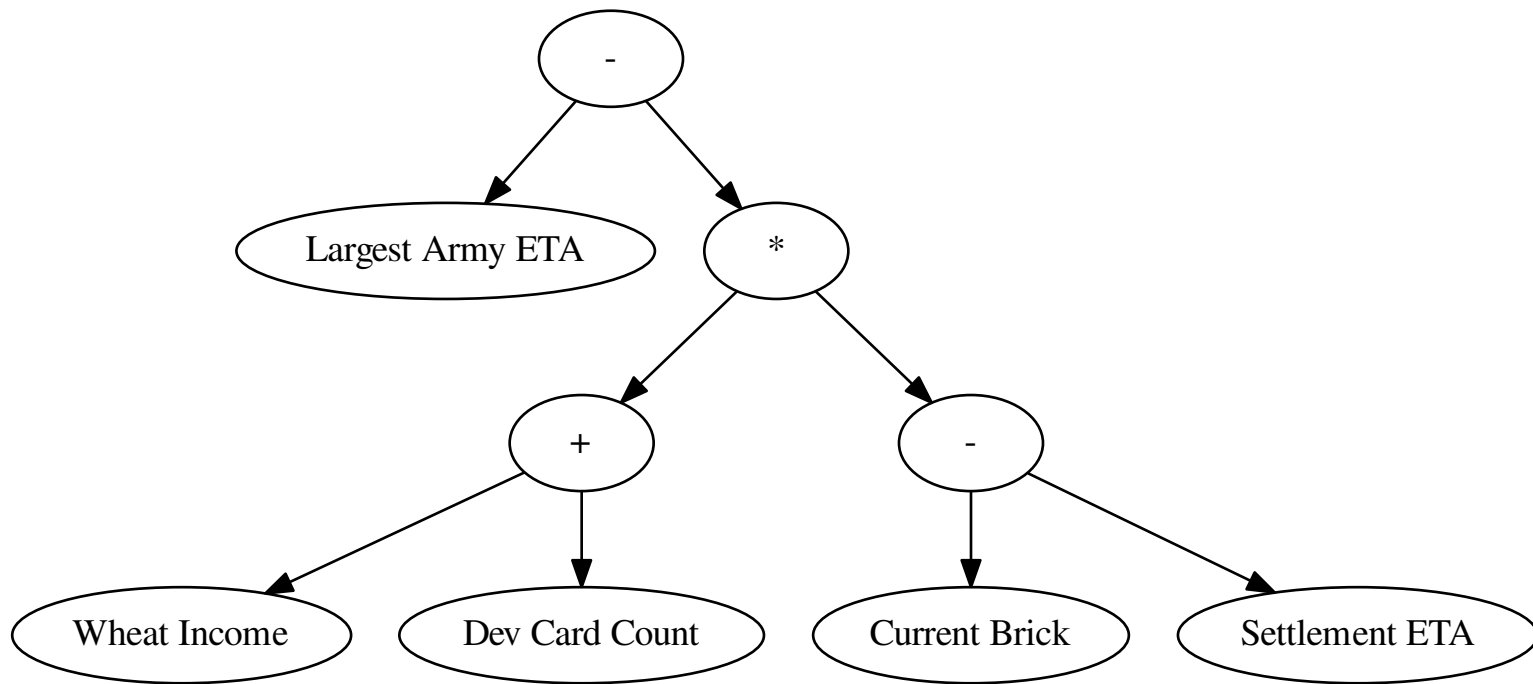 -
Largest Army ETA
*
+
-
Wheat Income
Dev Card Count
Current Brick
Settlement ETA